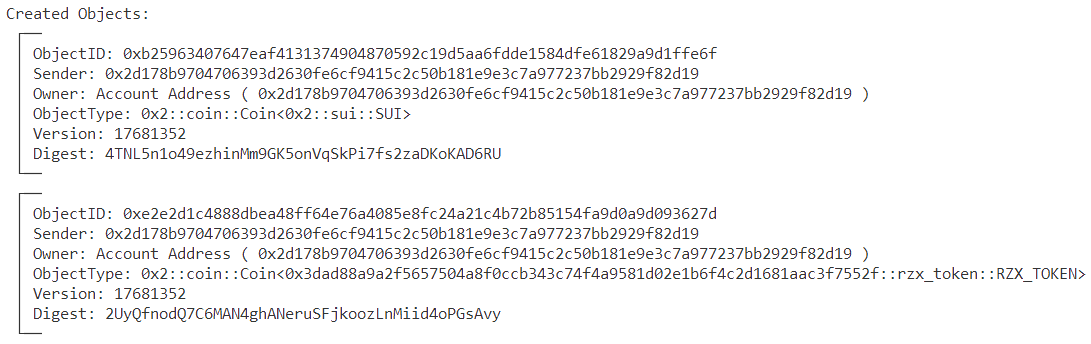 Created Objects:
ObjectID: 0xb25963407647eaf4131374904870592c19d5aa6fdde1584dfe61829a9d1ffe6f
Sender: 0x2d178b9704706393d2630fe6cf9415c2c50b181e9e3c7a977237bb2929f82d19
Owner: Account Address ( 0x2d178b9704706393d2630fe6cf9415c2c50b181e9e3c7a977237bb2929f82d19 )
ObjectType: 0x2::coin::Coin<0x2::sui::SUI>
Version: 17681352
Digest: 4TNL5n1o49ezhinMm9GK5onVqSkPi7fs2zaDKoKAD6RU
ObjectID: 0xe2e2d1c4888dbea48ff64e76a4085e8fc24a21c4b72b85154fa9d0a9d093627d
Sender: 0x2d178b9704706393d2630fe6cf9415c2c50b181e9e3c7a977237bb2929f82d19
Owner: Account Address ( 0x2d178b9704706393d2630fe6cf9415c2c50b181e9e3c7a977237bb2929f82d19 )
ObjectType: 0x2::coin::Coin<0x3dad88a9a2f5657504a8f0ccb343c74f4a9581d02e1b6f4c2d1681aac3f7552f::rzx_token::RZX_TOKEN>
Version: 17681352
Digest: 2UyQfnodQ7C6MAN4ghANeruSFjkoozLnMiid4oPGsAvy